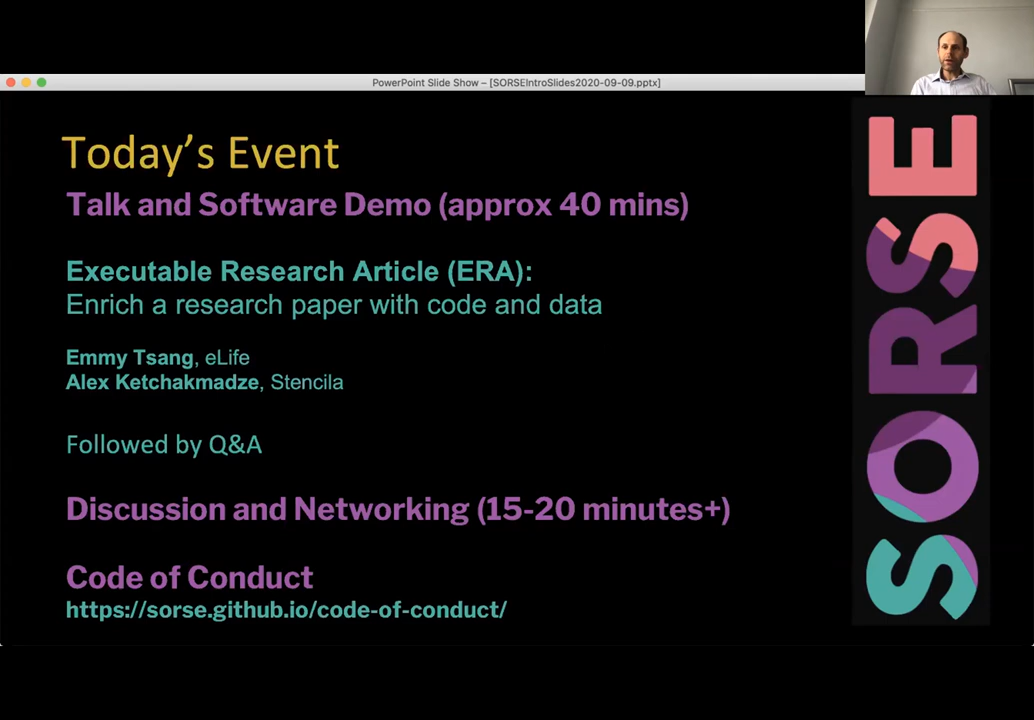 PowerPoint Slide Show – [SORSEIntroSlides2020-09-09.pptx]
Today's Event
Talk and Software Demo (approx 40 mins)
Executable Research Article (ERA):
Enrich a research paper with code and data
Emmy Tsang, eLife
Alex Ketchakmadze, Stencila
Followed by Q&A
Discussion and Networking (15-20 minutes+)
Code of Conduct
https://sorse.github.io/code-of-conduct/
SORSE